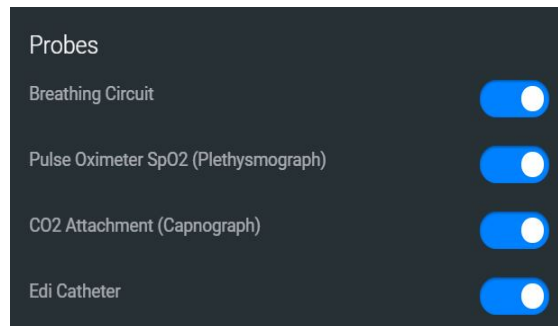 Probes
Breathing Circuit
Pulse Oximeter SpO2 (Plethysmograph)
CO2 Attachment (Capnograph)
Edi Catheter